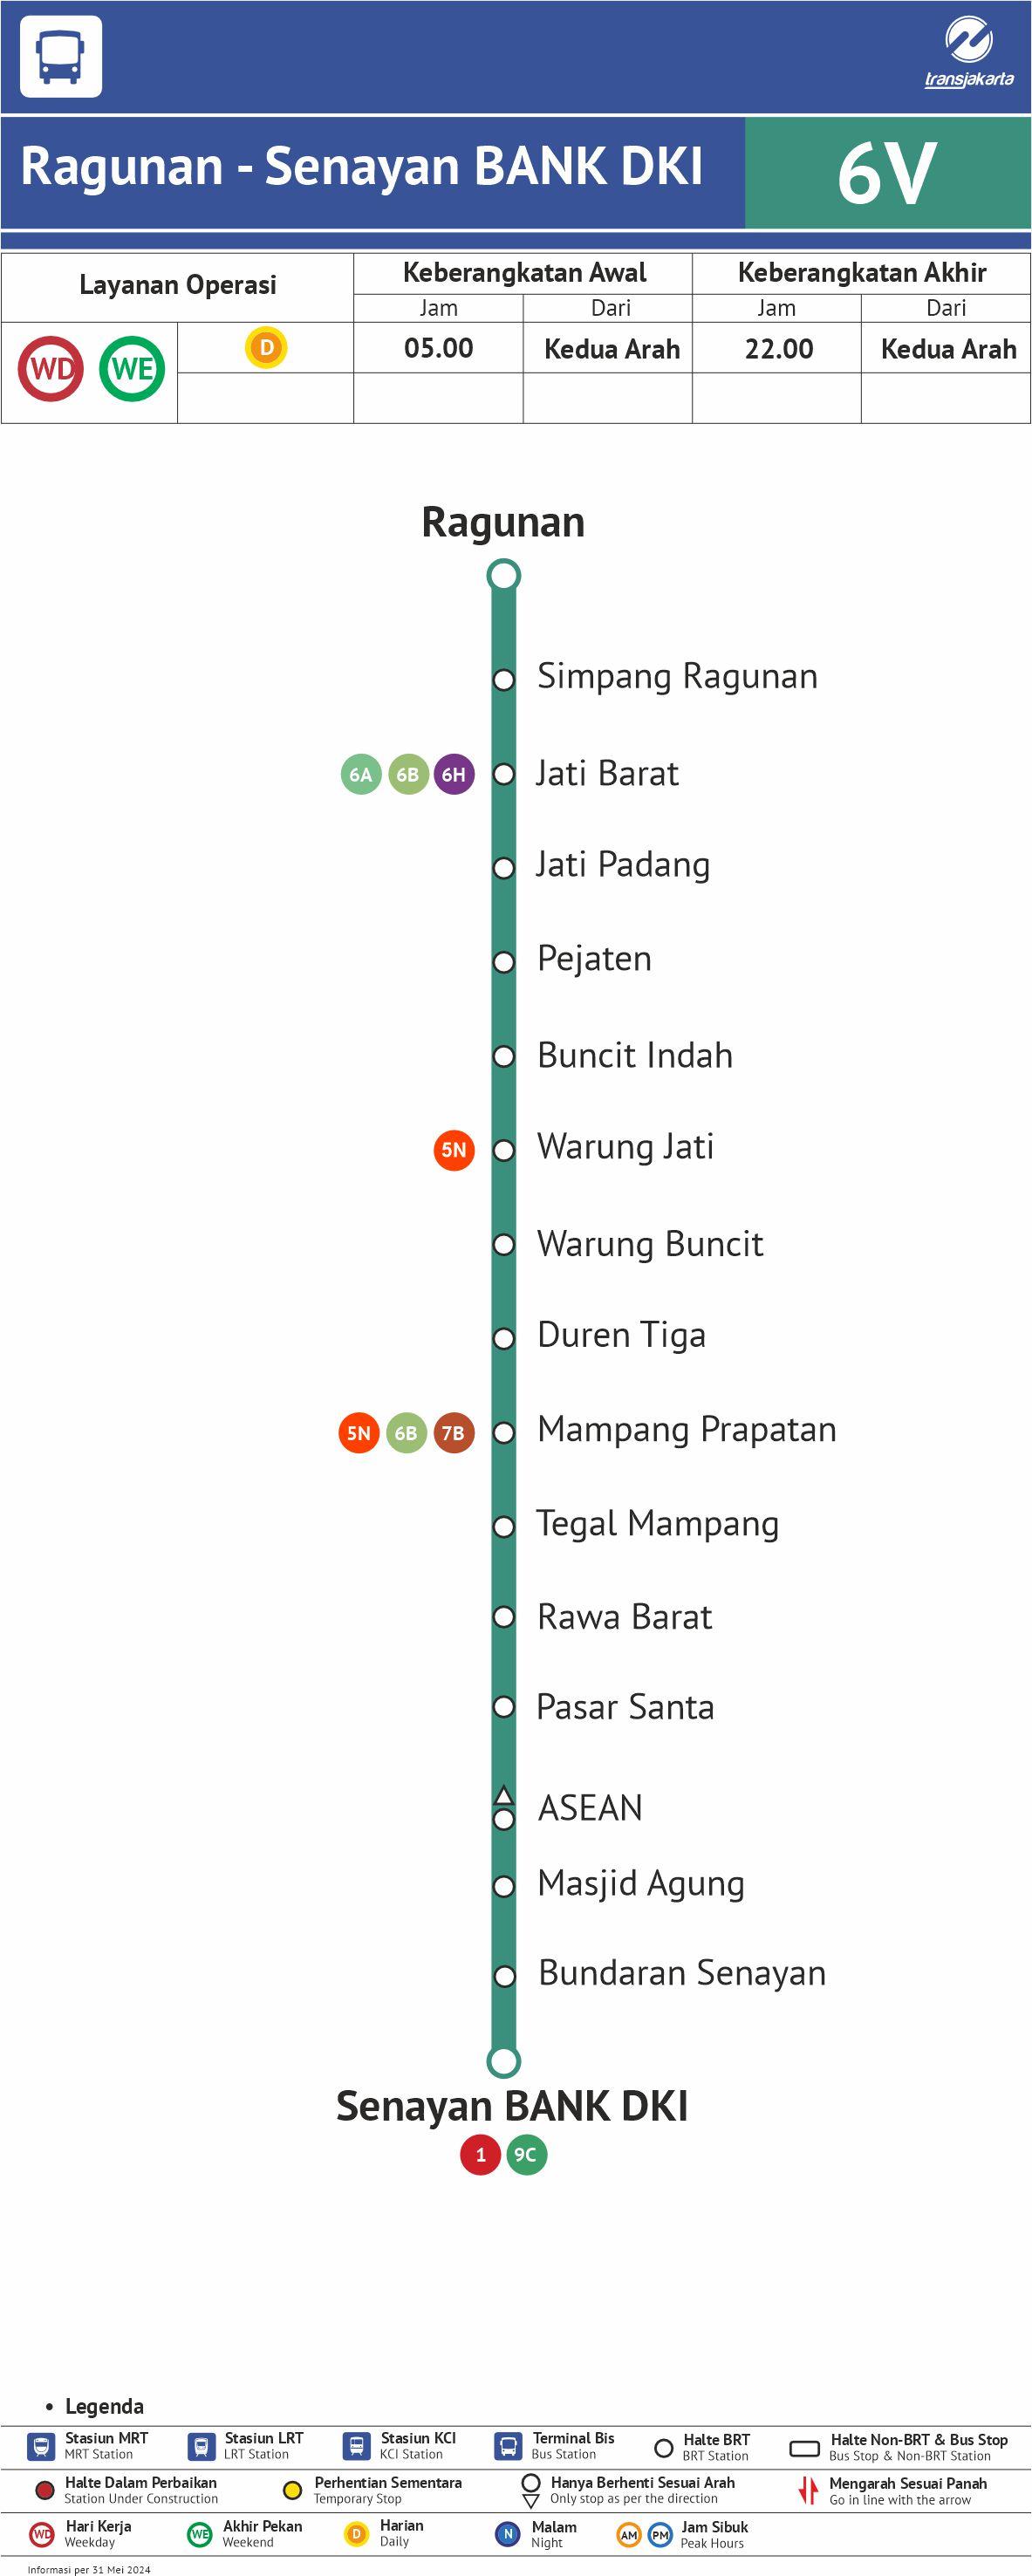 transjakarta
Ragunan - Senayan BANK DKI
6V
Layanan Operasi
Keberangkatan Awal
Keberangkatan Akhir
Jam
Dari
Jam
Dari
WD
WE
D
05.00
Kedua Arah
22.00
Kedua Arah
Ragunan
Simpang Ragunan
6A 6B 6H
Jati Barat
Jati Padang
Pejaten
Buncit Indah
5N
Warung Jati
Warung Buncit
Duren Tiga
5N 6B 7B
Mampang Prapatan
Tegal Mampang
Rawa Barat
Pasar Santa
ASEAN
Masjid Agung
Bundaran Senayan
Senayan BANK DKI
1 9C
• Legenda
Stasiun MRT
MRT Station
Stasiun LRT
LRT Station
Stasiun KCI
KCI Station
Terminal Bis
Bus Station
Halte BRT
BRT Station
Halte Non-BRT & Bus Stop
Bus Stop & Non-BRT Station
Halte Dalam Perbaikan
Station Under Construction
Perhentian Sementara
Temporary Stop
Hanya Berhenti Sesuai Arah
Only stop as per the direction
Mengarah Sesuai Panah
Go in line with the arrow
WD
Hari Kerja
Weekday
WE
Akhir Pekan
Weekend
D
Harian
Daily
N
Malam
Night
AM PM
Jam Sibuk
Peak Hours
Informasi per 31 Mei 2024